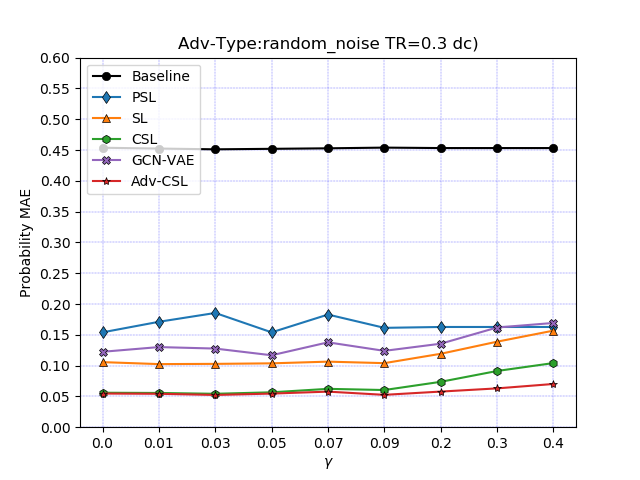 Adv-Type:random_noise TR=0.3 dc)
0.60
0.55
0.50
0.45
0.40
0.35
0.30
0.25
0.20
0.15
0.10
0.05
0.00
Probability MAE
Baseline
PSL
SL
CSL
GCN-VAE
Adv-CSL
0.0 0.01 0.03 0.05 0.07 0.09 0.2 0.3 0.4
γ